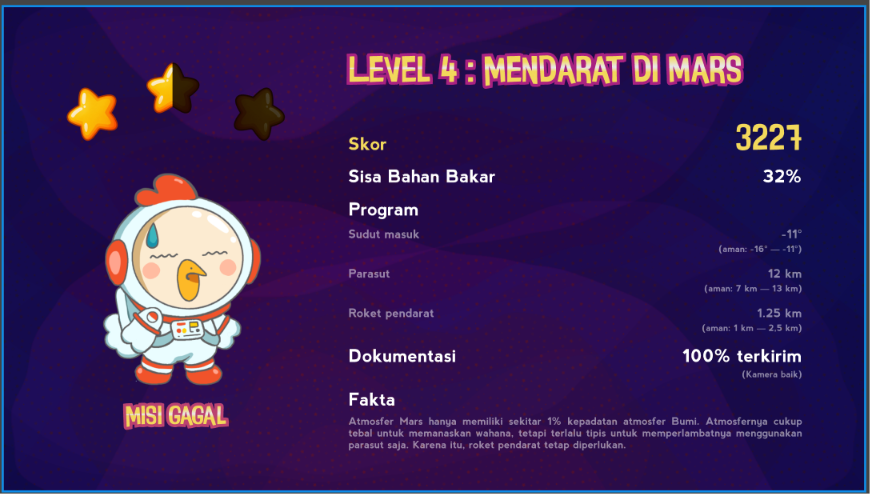 LEVEL 4 : MENDARAT DI MARS
Skor 3227
Sisa Bahan Bakar 32%
Program
Sudut masuk -11°
(aman: -16° — -11°)
Parasut 12 km
(aman: 7 km — 13 km)
Roket pendarat 1.25 km
(aman: 1 km — 2.5 km)
Dokumentasi 100% terkirim
(Kamera baik)
Fakta
Atmosfer Mars hanya memiliki sekitar 1% kepadatan atmosfer Bumi. Atmosfernya cukup
tebal untuk memanaskan wahana, tetapi terlalu tipis untuk memperlambatnya menggunakan
parasut saja. Karena itu, roket pendarat tetap diperlukan.
MISI GAGAL